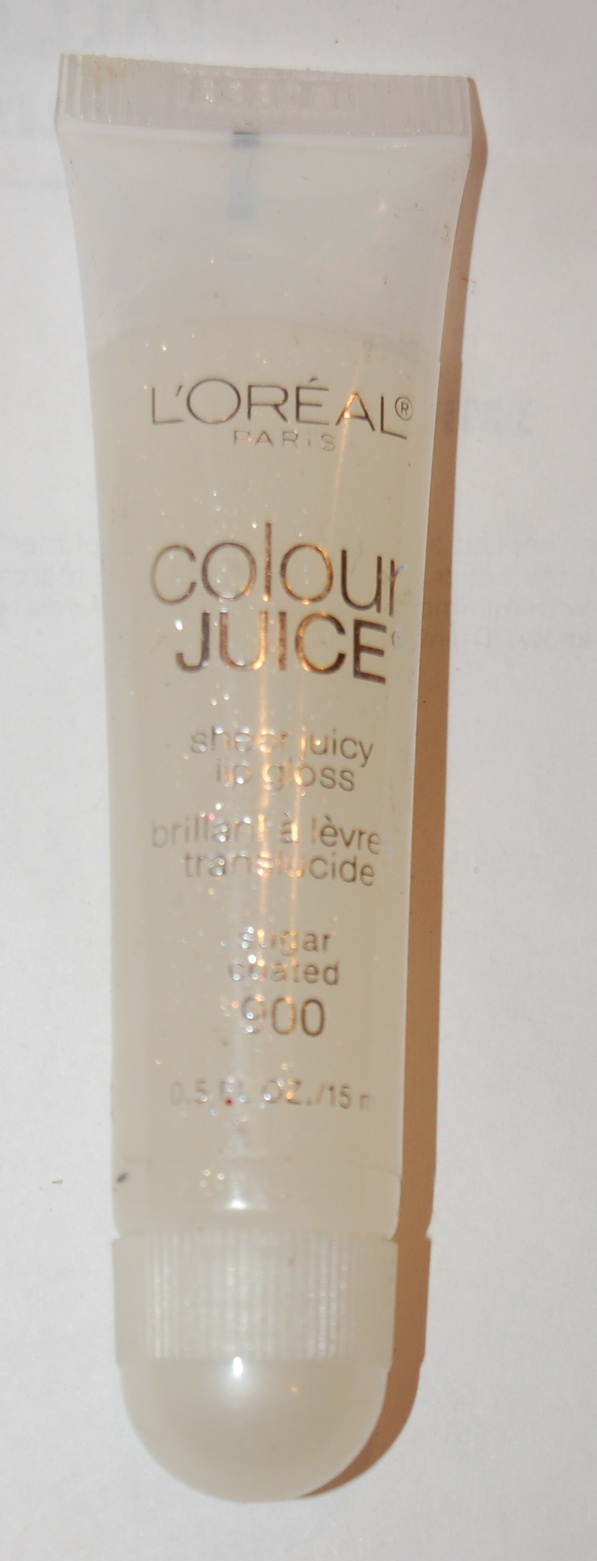 L'ORÉAL®
PARIS
colour
JUICE
sheer juicy
lip gloss
brillant à lèvre
translucide
sugar
coated
900
0.5 FL OZ./15 m